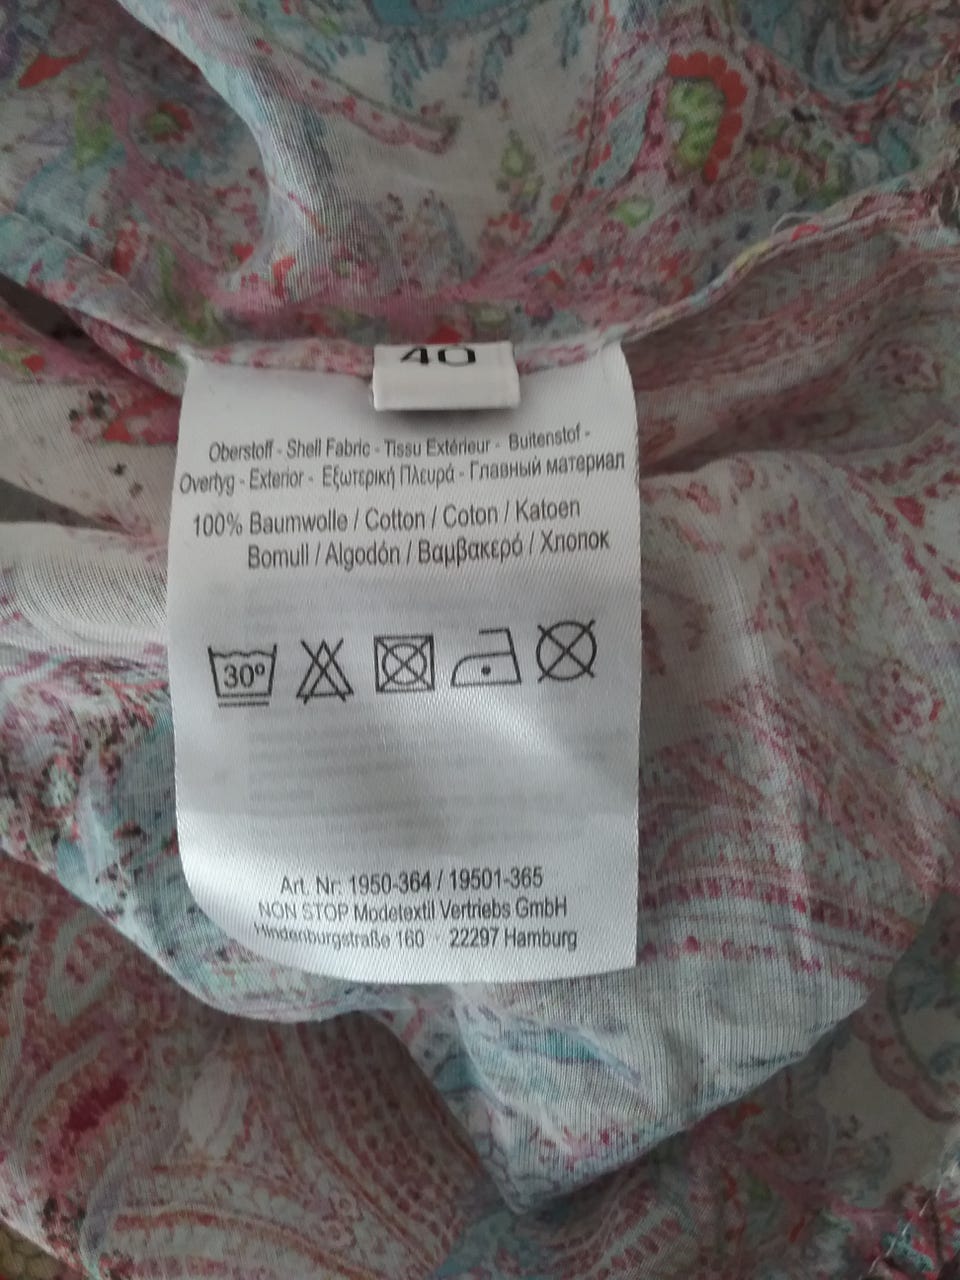 40
Oberstoff - Shell Fabric - Tissu Extérieur - Buitenstof -
Overtyg - Exterior - Εξωτερική Πλευρά - Главный материал
100% Baumwolle / Cotton / Coton / Katoen
Bomull / Algodón / Βαμβακερό / Хлопок
30°
Art. Nr: 1950-364 / 19501-365
NON STOP Modetextil Vertriebs GmbH
Hindenburgstraße 160 · 22297 Hamburg